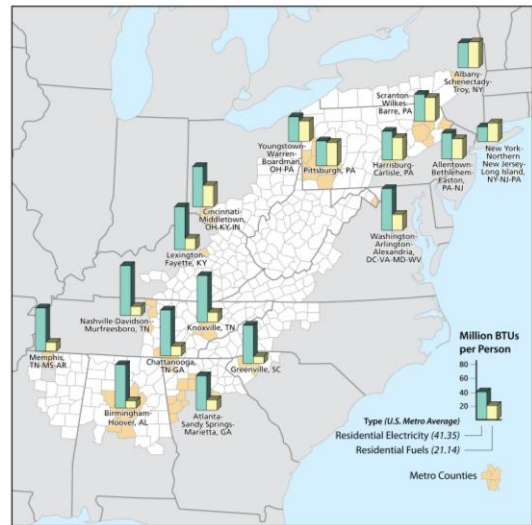 Albany-
Schenectady-
Troy, NY
Scranton-
Wilkes-
Barre, PA
Youngstown-
Warren-
Boardman,
OH-PA
Pittsburgh, PA
Harrisburg-
Carlisle, PA
Allentown-
Bethlehem-
Easton,
PA-NJ
New York-
Northern
New Jersey-
Long Island,
NY-NJ-PA
Cincinnati-
Middletown,
OH-KY-IN
Washington-
Arlington-
Alexandria,
DC-VA-MD-WV
Lexington-
Fayette, KY
Nashville-Davidson-
Murfreesboro, TN
Knoxville, TN
Memphis,
TN-MS-AR
Chattanooga,
TN-GA
Greenville, SC
Birmingham-
Hoover, AL
Atlanta-
Sandy Springs-
Marietta, GA
Million BTUs
per Person
80
60
40
20
Type (U.S. Metro Average)
Residential Electricity (41.35)
Residential Fuels (21.14)
Metro Counties